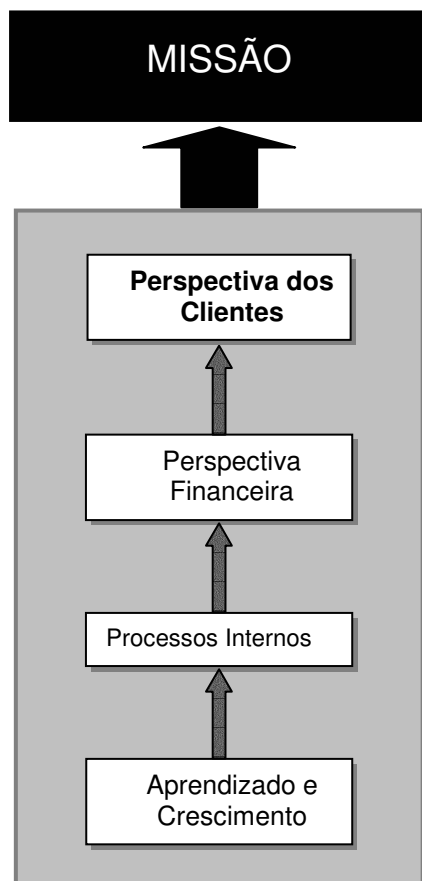 MISSÃO
Perspectiva dos
Clientes
Perspectiva
Financeira
Processos Internos
Aprendizado e
Crescimento